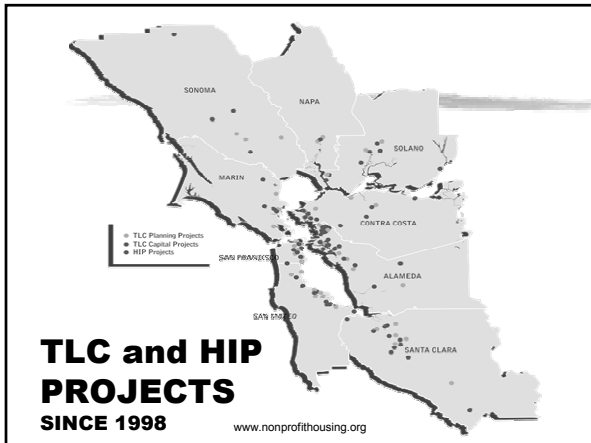 SONOMA
NAPA
SOLANO
MARIN
CONTRA COSTA
TLC Planning Projects
TLC Capital Projects
HIP Projects
SAN FRANCISCO
ALAMEDA
SAN MATEO
SANTA CLARA
TLC and HIP
PROJECTS
SINCE 1998
www.nonprofithousing.org